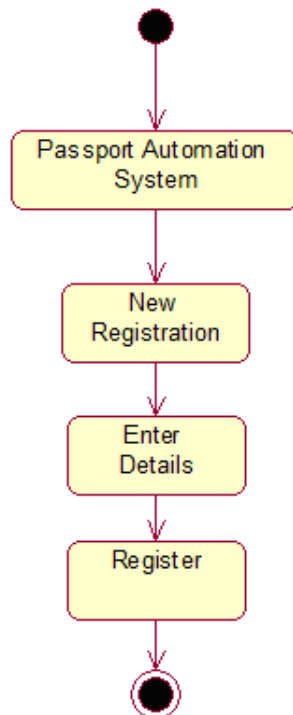 Passport Automation
System
New
Registration
Enter
Details
Register